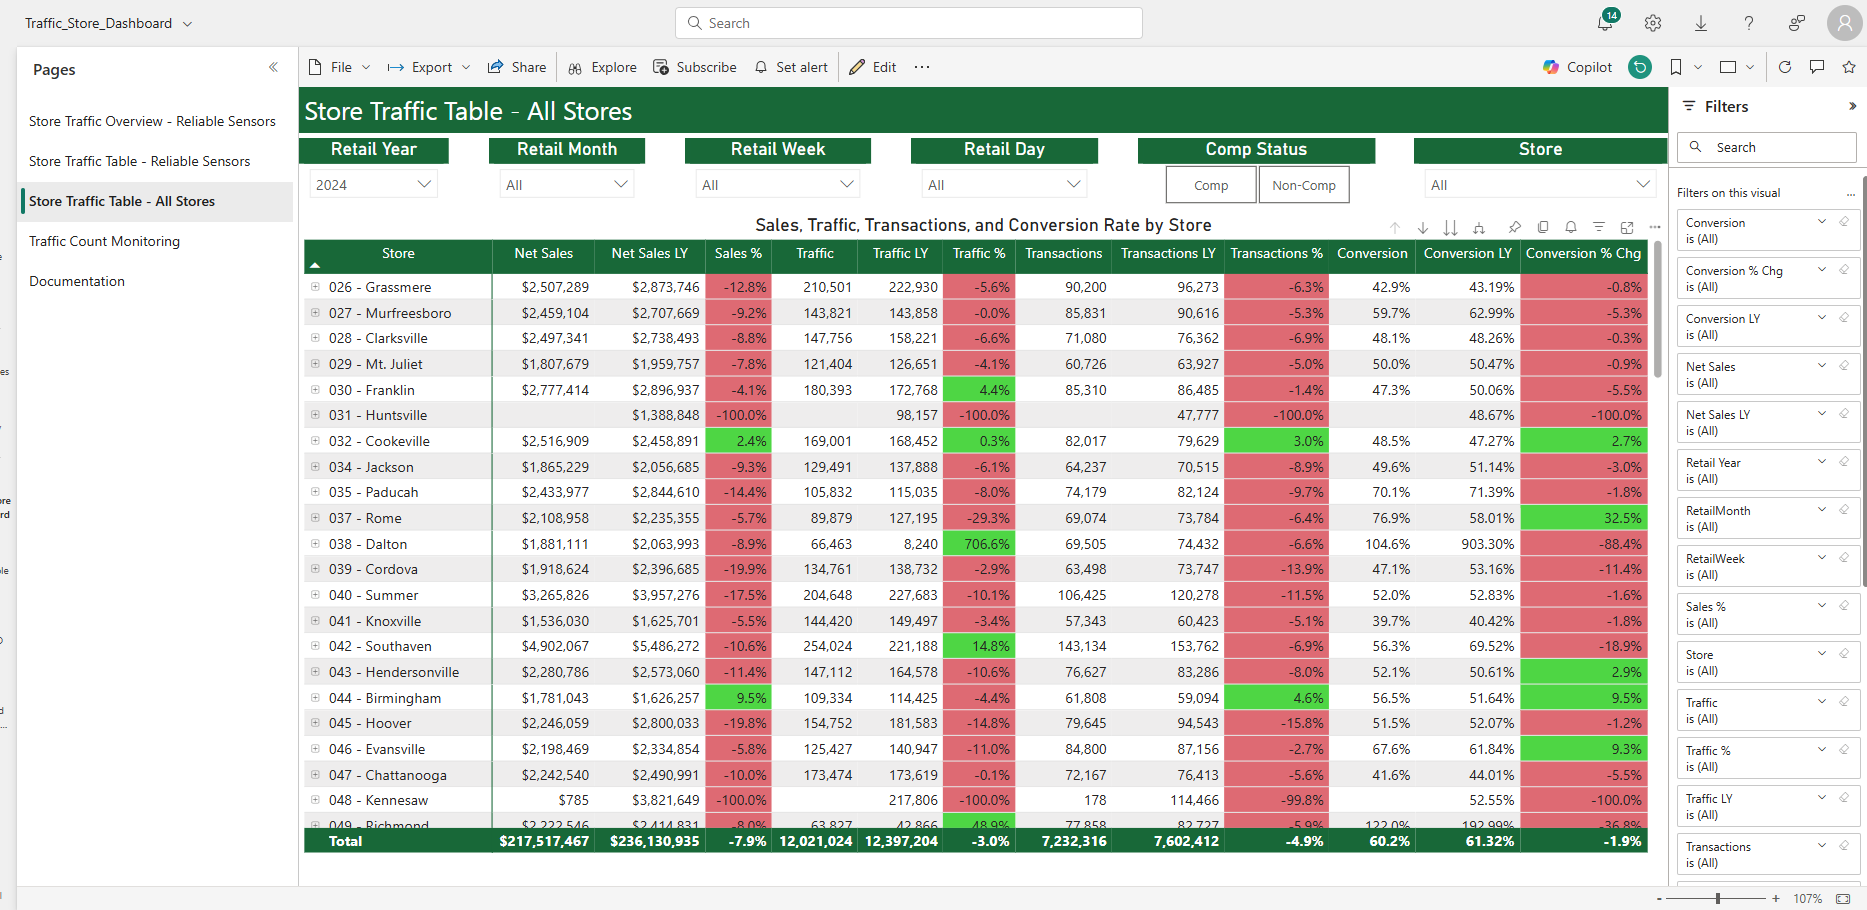 Traffic_Store_Dashboard
Search
14
Pages
File Export Share Explore Subscribe Set alert Edit ...
Copilot
Store Traffic Overview - Reliable Sensors
Store Traffic Table - Reliable Sensors
Store Traffic Table - All Stores
Traffic Count Monitoring
Documentation
Store Traffic Table - All Stores
Retail Year Retail Month Retail Week Retail Day Comp Status Store
2024 All All All Comp Non-Comp All
Sales, Traffic, Transactions, and Conversion Rate by Store
Store Net Sales Net Sales LY Sales % Traffic Traffic LY Traffic % Transactions Transactions LY Transactions % Conversion Conversion LY Conversion % Chg
026 - Grassmere $2,507,289 $2,873,746 -12.8% 210,501 222,930 -5.6% 90,200 96,273 -6.3% 42.9% 43.19% -0.8%
027 - Murfreesboro $2,459,104 $2,707,669 -9.2% 143,821 143,858 -0.0% 85,831 90,616 -5.3% 59.7% 62.99% -5.3%
028 - Clarksville $2,497,341 $2,738,493 -8.8% 147,756 158,221 -6.6% 71,080 76,362 -6.9% 48.1% 48.26% -0.3%
029 - Mt. Juliet $1,807,679 $1,959,757 -7.8% 121,404 126,651 -4.1% 60,726 63,927 -5.0% 50.0% 50.47% -0.9%
030 - Franklin $2,777,414 $2,896,937 -4.1% 180,393 172,768 4.4% 85,310 86,485 -1.4% 47.3% 50.06% -5.5%
031 - Huntsville $1,388,848 -100.0% 98,157 -100.0% 47,777 -100.0% 48.67% -100.0%
032 - Cookeville $2,516,909 $2,458,891 2.4% 169,001 168,452 0.3% 82,017 79,629 3.0% 48.5% 47.27% 2.7%
034 - Jackson $1,865,229 $2,056,685 -9.3% 129,491 137,888 -6.1% 64,237 70,515 -8.9% 49.6% 51.14% -3.0%
035 - Paducah $2,433,977 $2,844,610 -14.4% 105,832 115,035 -8.0% 74,179 82,124 -9.7% 70.1% 71.39% -1.8%
037 - Rome $2,108,958 $2,235,355 -5.7% 89,879 127,195 -29.3% 69,074 73,784 -6.4% 76.9% 58.01% 32.5%
038 - Dalton $1,881,111 $2,063,993 -8.9% 66,463 8,240 706.6% 69,505 74,432 -6.6% 104.6% 903.30% -88.4%
039 - Cordova $1,918,624 $2,396,685 -19.9% 134,761 138,732 -2.9% 63,498 73,747 -13.9% 47.1% 53.16% -11.4%
040 - Summer $3,265,826 $3,957,276 -17.5% 204,648 227,683 -10.1% 106,425 120,278 -11.5% 52.0% 52.83% -1.6%
041 - Knoxville $1,536,030 $1,625,701 -5.5% 144,420 149,497 -3.4% 57,343 60,423 -5.1% 39.7% 40.42% -1.8%
042 - Southaven $4,902,067 $5,486,272 -10.6% 254,024 221,188 14.8% 143,134 153,762 -6.9% 56.3% 69.52% -18.9%
043 - Hendersonville $2,280,786 $2,573,060 -11.4% 147,112 164,578 -10.6% 76,627 83,286 -8.0% 52.1% 50.61% 2.9%
044 - Birmingham $1,781,043 $1,626,257 9.5% 109,334 114,425 -4.4% 61,808 59,094 4.6% 56.5% 51.64% 9.5%
045 - Hoover $2,246,059 $2,800,033 -19.8% 154,752 181,583 -14.8% 79,645 94,543 -15.8% 51.5% 52.07% -1.2%
046 - Evansville $2,198,469 $2,334,854 -5.8% 125,427 140,947 -11.0% 84,800 87,156 -2.7% 67.6% 61.84% 9.3%
047 - Chattanooga $2,242,540 $2,490,991 -10.0% 173,474 173,619 -0.1% 72,167 76,413 -5.6% 41.6% 44.01% -5.5%
048 - Kennesaw $785 $3,821,649 -100.0% 217,806 -100.0% 178 114,466 -99.8% 52.55% -100.0%
049 - Richmond $2,222,546 $2,414,831 -8.0% 63,827 42,866 48.9% 77,858 82,727 -5.9% 122.0% 192.99% -36.8%
Total $217,517,467 $236,130,935 -7.9% 12,021,024 12,397,204 -3.0% 7,232,316 7,602,412 -4.9% 60.2% 61.32% -1.9%
Filters
Search
Filters on this visual ...
Conversion
is (All)
Conversion % Chg
is (All)
Conversion LY
is (All)
Net Sales
is (All)
Net Sales LY
is (All)
Retail Year
is (All)
RetailMonth
is (All)
RetailWeek
is (All)
Sales %
is (All)
Store
is (All)
Traffic
is (All)
Traffic %
is (All)
Traffic LY
is (All)
Transactions
is (All)
- + 107%